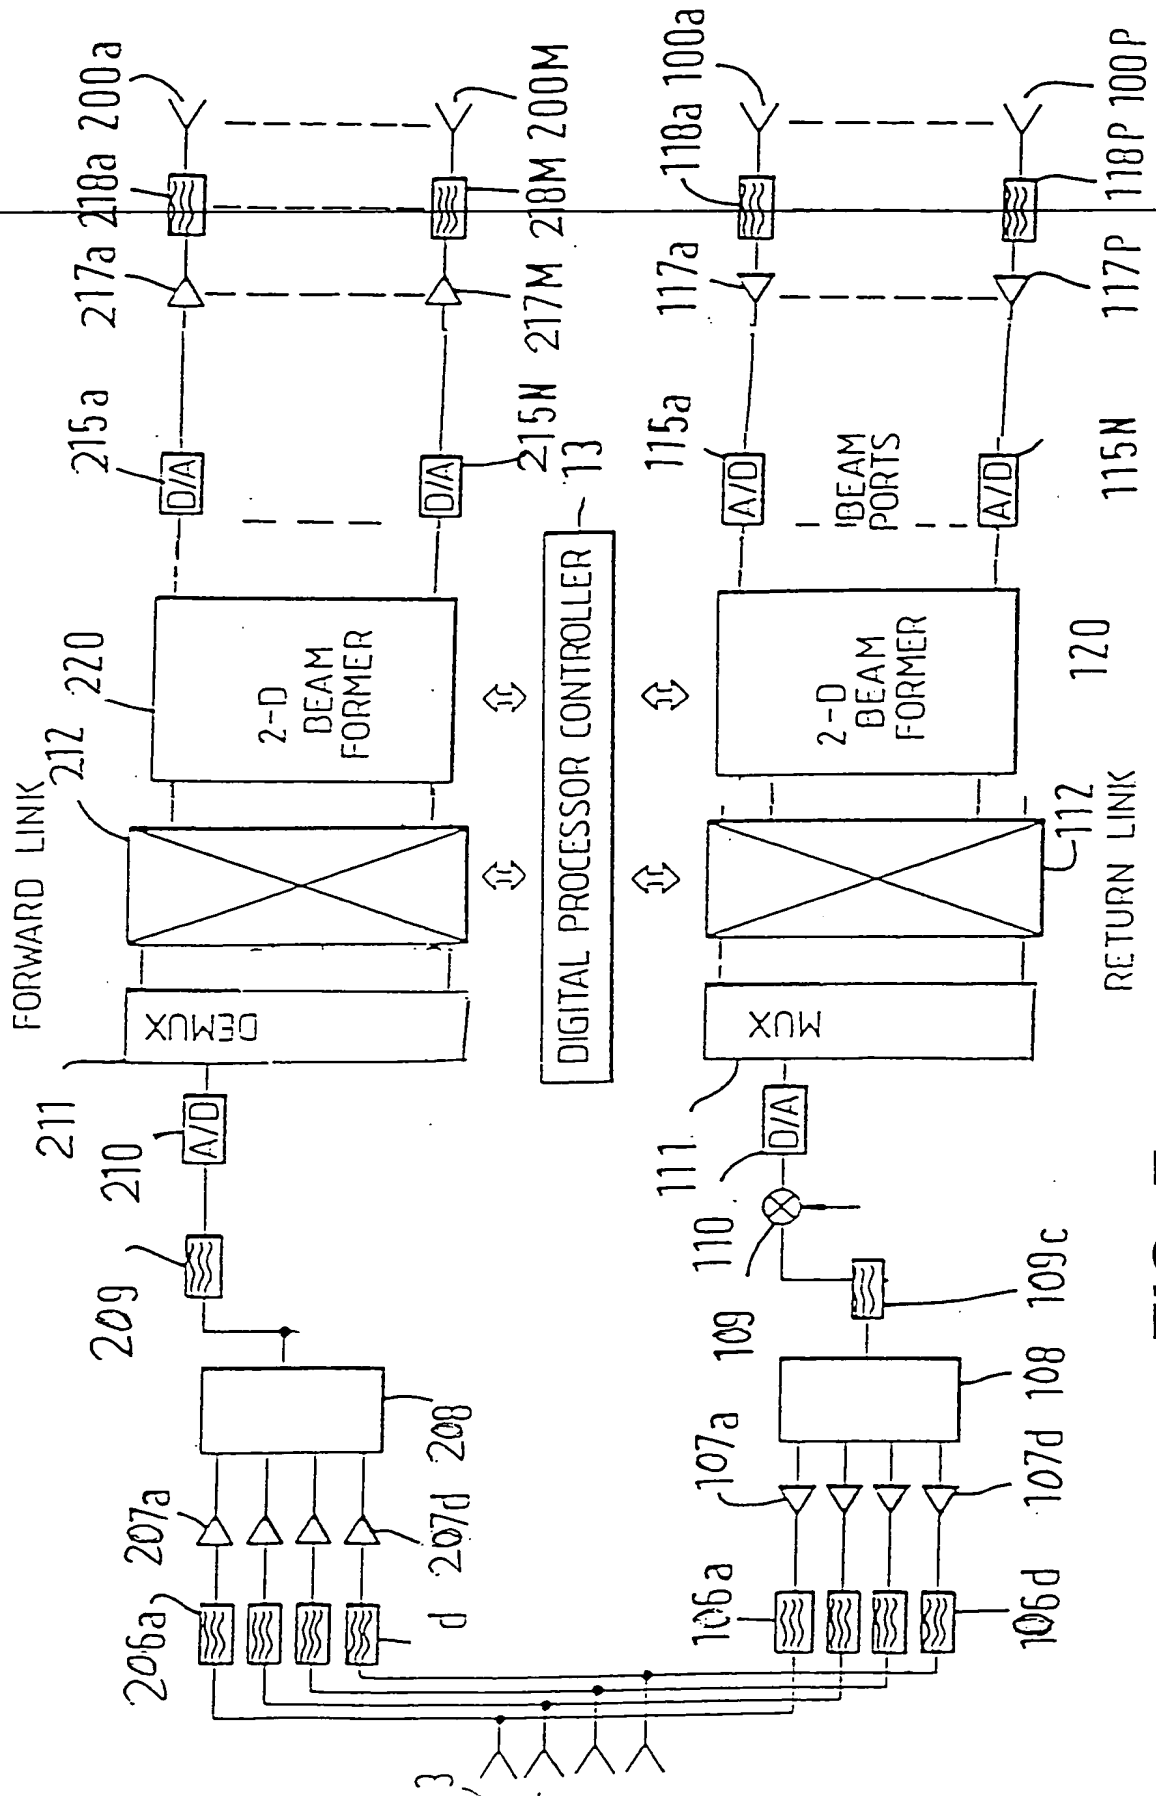 FORWARD LINK
211
212
220
215a
217a
218a
200a
209
210
A/D
DEMUX
2-D
BEAM
FORMER
D/A
D/A
215N
217M
218M
200M
206a
207a
d
207d
208
DIGITAL PROCESSOR CONTROLLER
13
3
106a
107a
109
110
111
D/A
MUX
2-D
BEAM
FORMER
A/D
BEAM
PORTS
A/D
115a
117a
118a
100a
106d
107d
108
109c
RETURN LINK
112
120
115N
117P
118P
100P